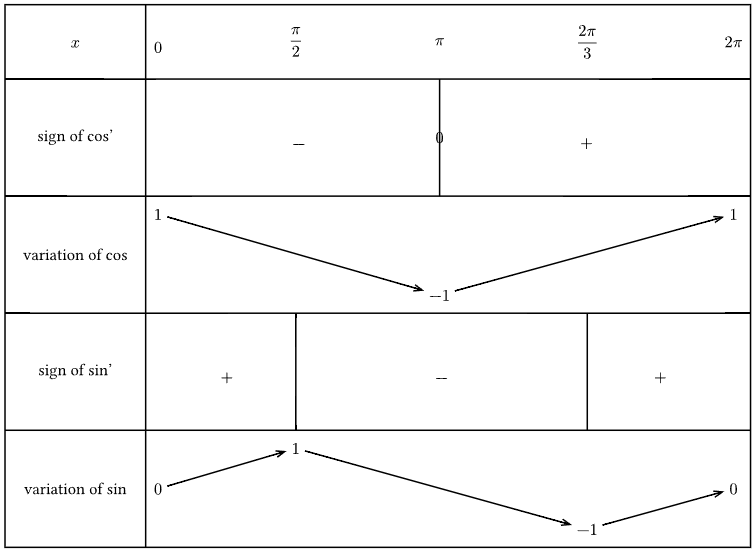 x 0 π/2 π 2π/3 2π
sign of cos' − 0 +
variation of cos 1 −1 1
sign of sin' + − +
variation of sin 0 1 −1 0